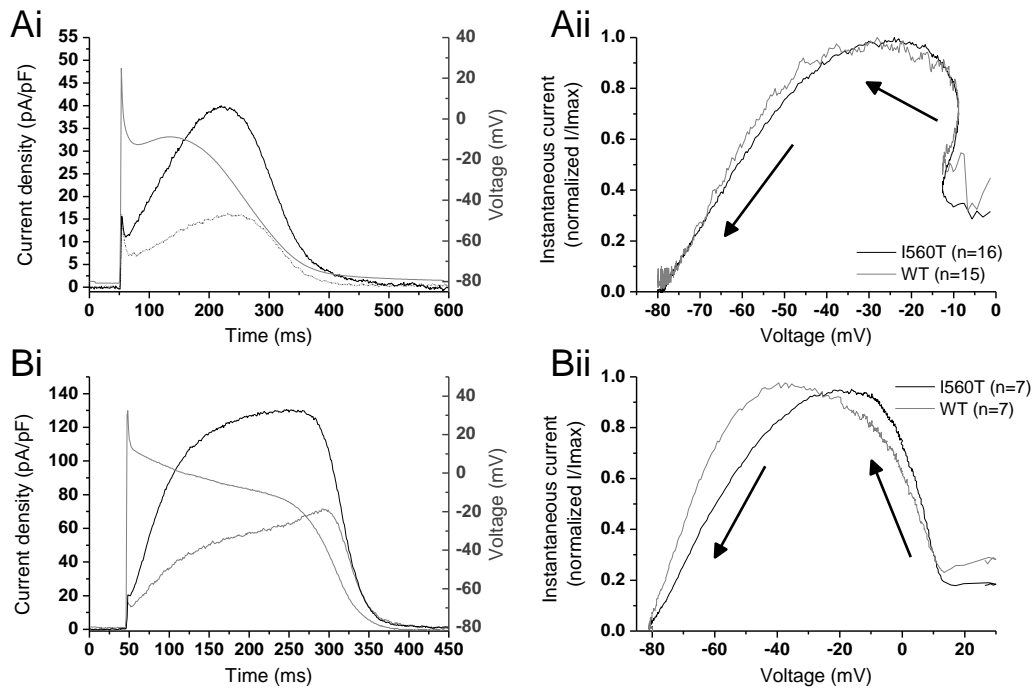 Ai
Current density (pA/pF)
55
50
45
40
35
30
25
20
15
10
5
0
0 100 200 300 400 500 600
Time (ms)
40
20
0
-20
-40
-60
-80
Voltage (mV)
Aii
Instantaneous current
(normalized I/Imax)
1.0
0.8
0.6
0.4
0.2
0.0
-80 -70 -60 -50 -40 -30 -20 -10 0
Voltage (mV)
I560T (n=16)
WT (n=15)
Bi
Current density (pA/pF)
140
120
100
80
60
40
20
0
0 50 100 150 200 250 300 350 400 450
Time (ms)
40
20
0
-20
-40
-60
-80
Voltage (mV)
Bii
Instantaneous current
(normalized I/Imax)
1.0
0.8
0.6
0.4
0.2
0.0
-80 -60 -40 -20 0 20
Voltage (mV)
I560T (n=7)
WT (n=7)